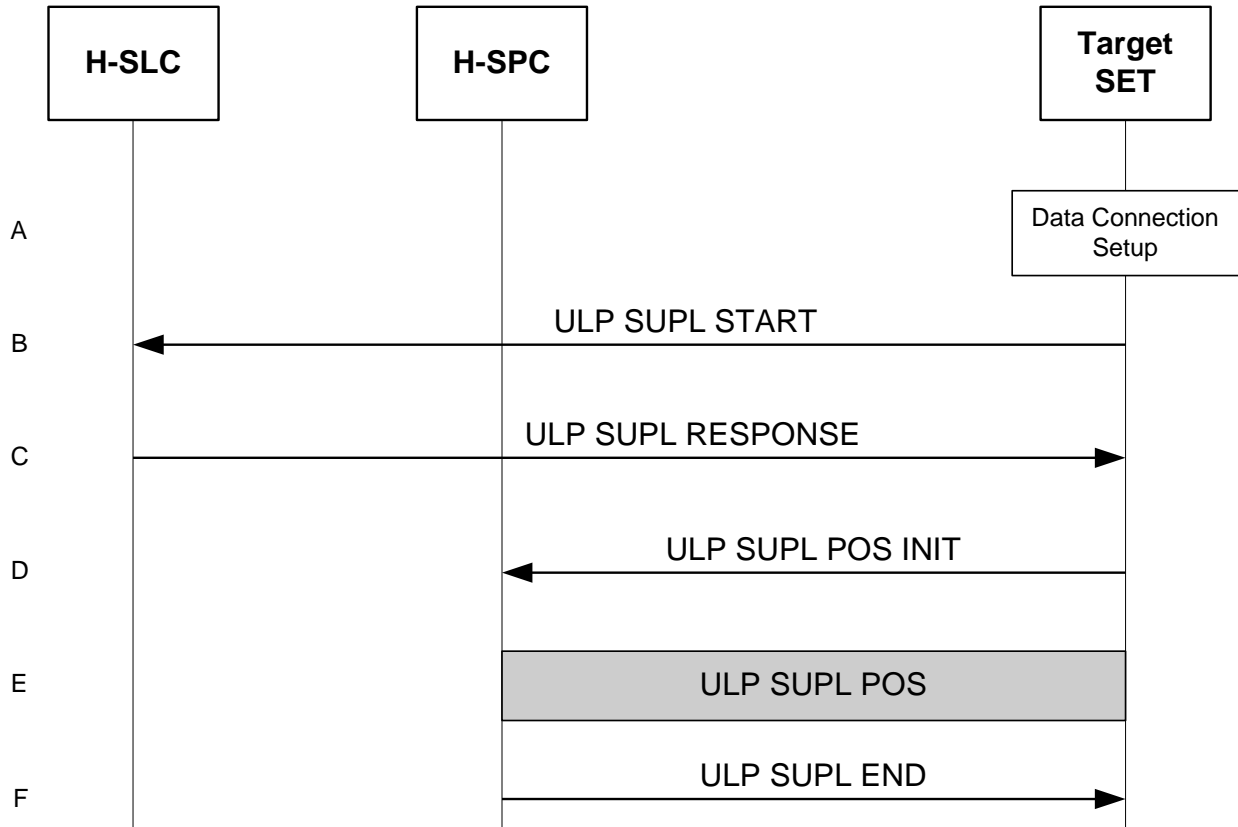 H-SLC
H-SPC
Target
SET
A
Data Connection
Setup
B
ULP SUPL START
C
ULP SUPL RESPONSE
D
ULP SUPL POS INIT
E
ULP SUPL POS
F
ULP SUPL END